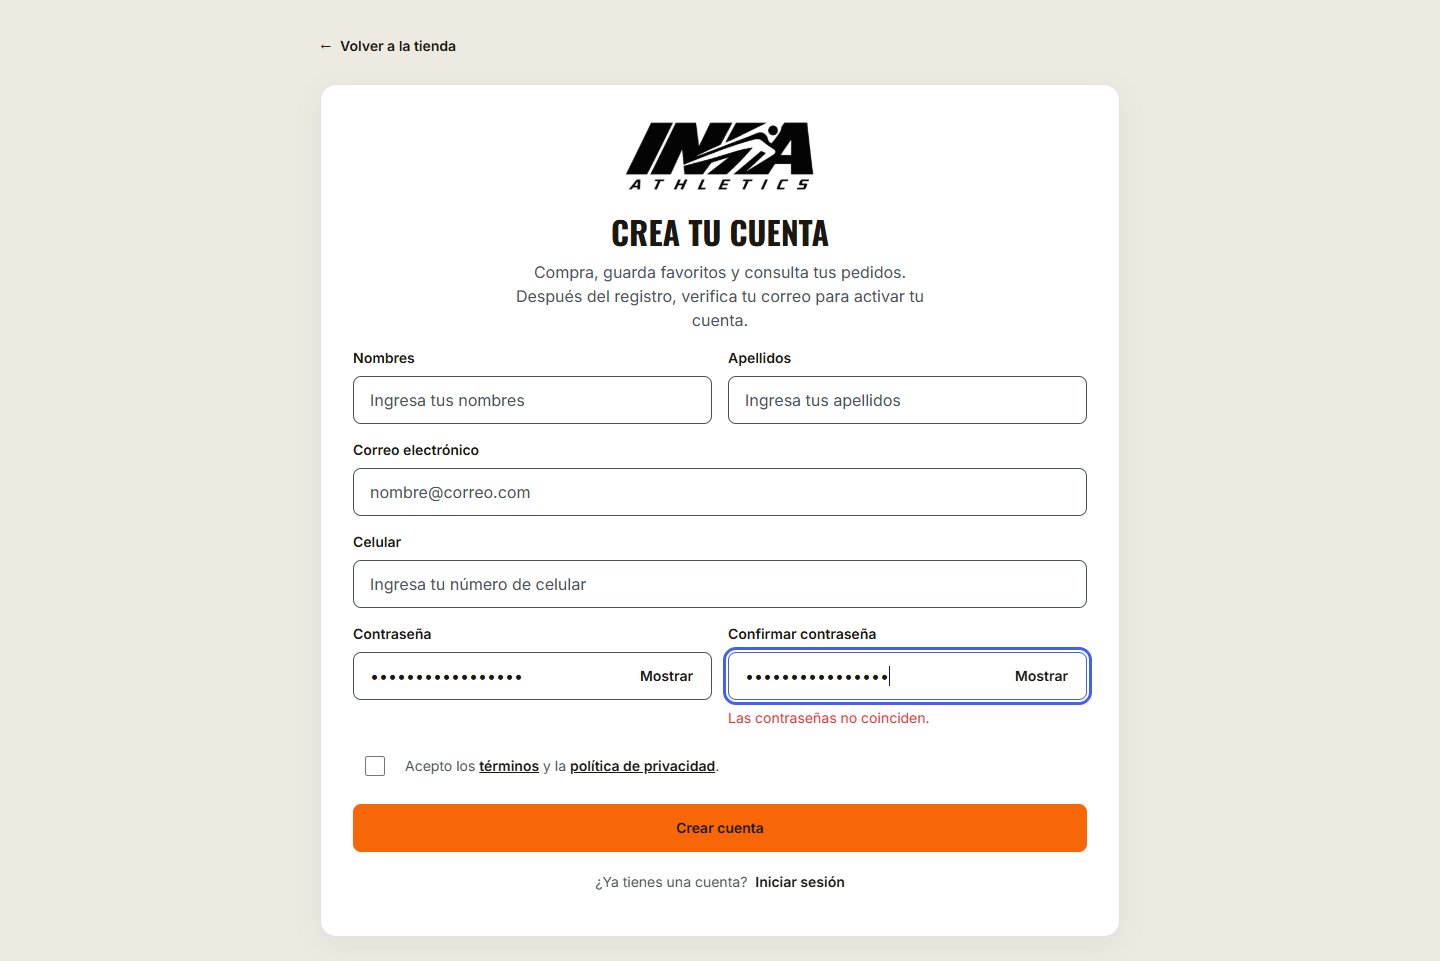 ← Volver a la tienda
INTA
ATHLETICS
CREA TU CUENTA
Compra, guarda favoritos y consulta tus pedidos.
Después del registro, verifica tu correo para activar tu
cuenta.
Nombres
Apellidos
Ingresa tus nombres
Ingresa tus apellidos
Correo electrónico
nombre@correo.com
Celular
Ingresa tu número de celular
Contraseña
Confirmar contraseña
••••••••••••••••• Mostrar
•••••••••••••••• Mostrar
Las contraseñas no coinciden.
Acepto los términos y la política de privacidad.
Crear cuenta
¿Ya tienes una cuenta? Iniciar sesión